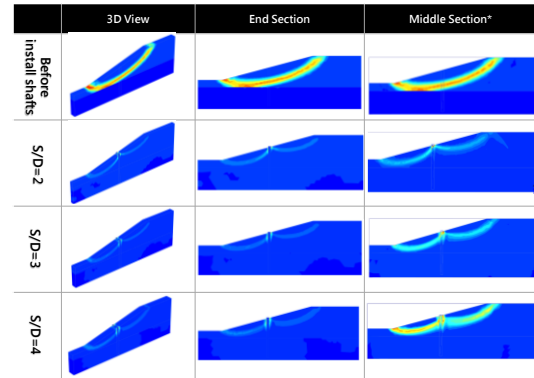 3D View
End Section
Middle Section*
Before
install shafts
S/D=2
S/D=3
S/D=4